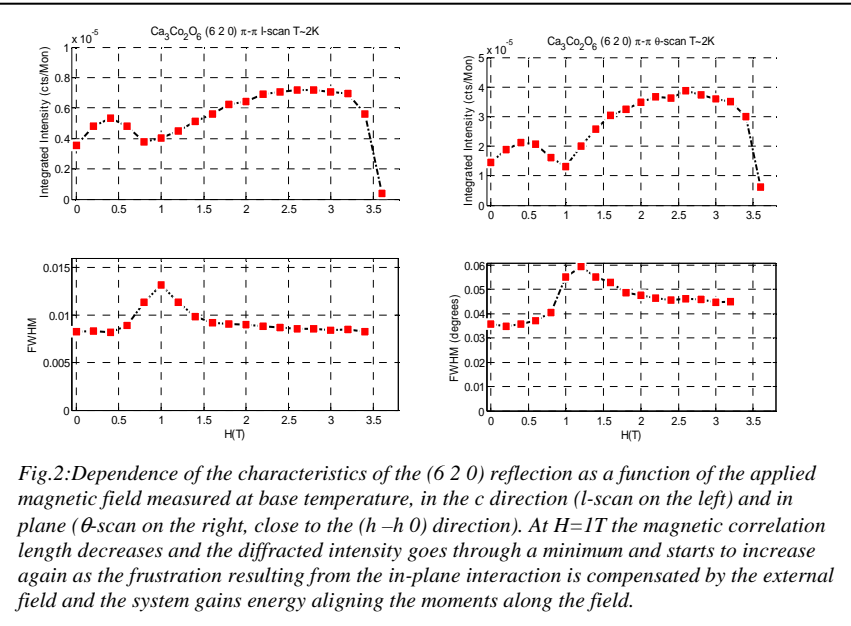 x 10⁻⁵ Ca₃Co₂O₆ (6 2 0) π-π l-scan T~2K
Integrated Intensity (cts/Mon)
1
0.8
0.6
0.4
0.2
0
0 0.5 1 1.5 2 2.5 3 3.5
x 10⁻⁵ Ca₃Co₂O₆ (6 2 0) π-π θ-scan T~2K
Integrated Intensity (cts/Mon)
5
4
3
2
1
0
0 0.5 1 1.5 2 2.5 3 3.5
FWHM
0.015
0.01
0.005
0
0 0.5 1 1.5 2 2.5 3 3.5
H(T)
FWHM (degrees)
0.06
0.05
0.04
0.03
0.02
0.01
0
0 0.5 1 1.5 2 2.5 3 3.5
H(T)
Fig.2:Dependence of the characteristics of the (6 2 0) reflection as a function of the applied
magnetic field measured at base temperature, in the c direction (l-scan on the left) and in
plane (θ-scan on the right, close to the (h –h 0) direction). At H=1T the magnetic correlation
length decreases and the diffracted intensity goes through a minimum and starts to increase
again as the frustration resulting from the in-plane interaction is compensated by the external
field and the system gains energy aligning the moments along the field.